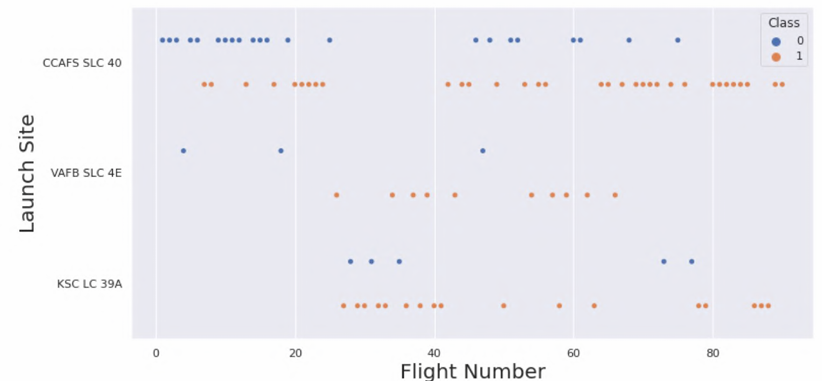 Class
0
1
CCAFS SLC 40
VAFB SLC 4E
KSC LC 39A
Launch Site
0 20 40 60 80
Flight Number